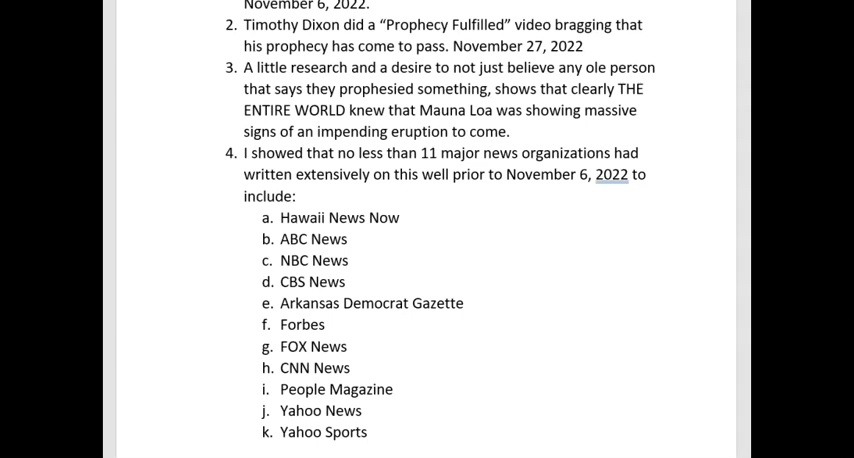 November 6, 2022.
2. Timothy Dixon did a “Prophecy Fulfilled” video bragging that
his prophecy has come to pass. November 27, 2022
3. A little research and a desire to not just believe any ole person
that says they prophesied something, shows that clearly THE
ENTIRE WORLD knew that Mauna Loa was showing massive
signs of an impending eruption to come.
4. I showed that no less than 11 major news organizations had
written extensively on this well prior to November 6, 2022 to
include:
a. Hawaii News Now
b. ABC News
c. NBC News
d. CBS News
e. Arkansas Democrat Gazette
f. Forbes
g. FOX News
h. CNN News
i. People Magazine
j. Yahoo News
k. Yahoo Sports